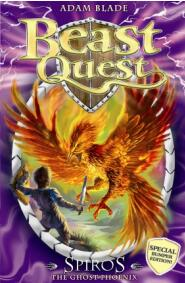 ADAM BLADE
Beast
Quest
SPECIAL
BUMPER
EDITION!
SPIROS
THE GHOST PHOENIX